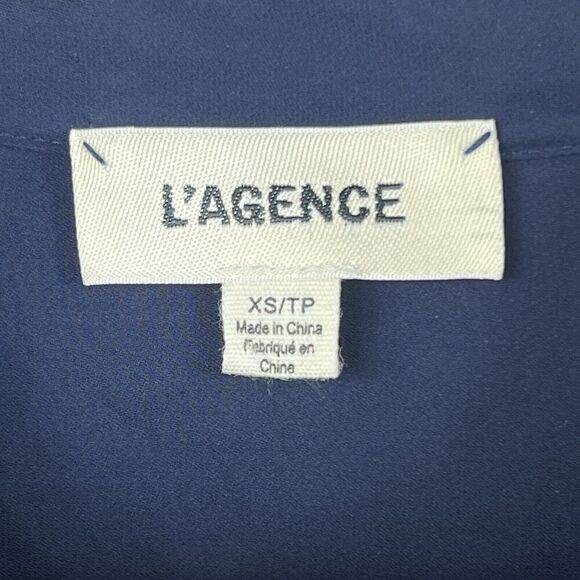 L'AGENCE
XS/TP
Made in China
Fabriqué en
Chine